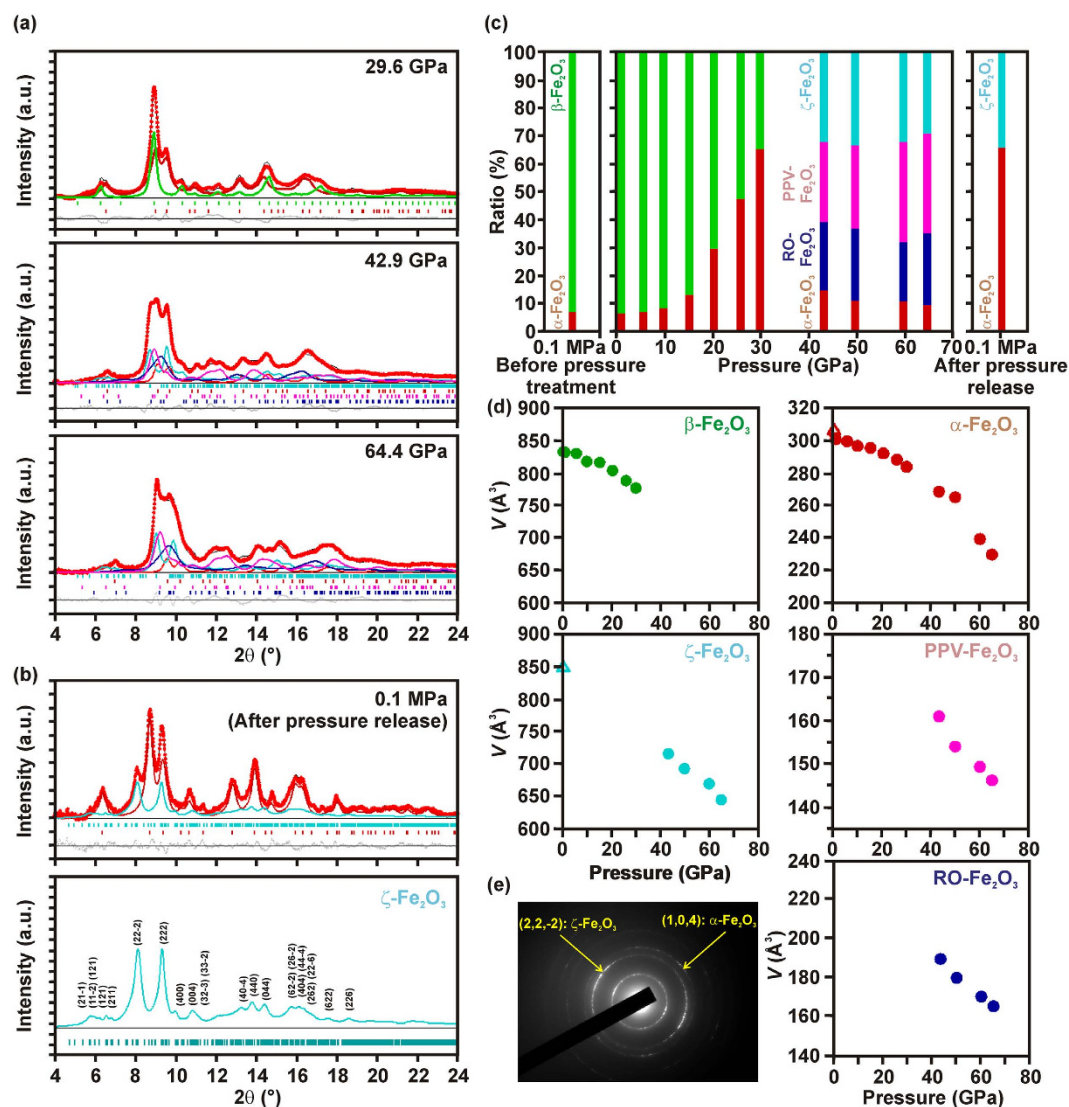 (a)
29.6 GPa
Intensity (a.u.)
42.9 GPa
Intensity (a.u.)
64.4 GPa
Intensity (a.u.)
4 6 8 10 12 14 16 18 20 22 24
2θ (°)
(b)
0.1 MPa
(After pressure release)
Intensity (a.u.)
ζ-Fe₂O₃
Intensity (a.u.)
(21-1)
(11-2) (121)
(121)
(211)
(22-2)
(222)
(400)
(004)
(32-3) (33-2)
(40-4)
(440)
(044)
(62-2) (26-2)
(404) (44-4)
(262) (22-6)
(622)
(226)
4 6 8 10 12 14 16 18 20 22 24
2θ (°)
(c)
Ratio (%)
100
90
80
70
60
50
40
30
20
10
0
β-Fe₂O₃
α-Fe₂O₃
0.1 MPa
Before pressure
treatment
ζ-Fe₂O₃
PPV-
Fe₂O₃
RO-
Fe₂O₃
α-Fe₂O₃
0 10 20 30 40 50 60 70
Pressure (GPa)
ζ-Fe₂O₃
α-Fe₂O₃
0.1 MPa
After pressure
release
(d)
β-Fe₂O₃
V (Å³)
900
850
800
750
700
650
600
0 20 40 60 80
α-Fe₂O₃
V (Å³)
320
300
280
260
240
220
200
0 20 40 60 80
ζ-Fe₂O₃
V (Å³)
900
850
800
750
700
650
600
0 20 40 60 80
Pressure (GPa)
PPV-Fe₂O₃
V (Å³)
180
170
160
150
140
0 20 40 60 80
RO-Fe₂O₃
V (Å³)
240
220
200
180
160
140
0 20 40 60 80
Pressure (GPa)
(e)
(2,2,-2): ζ-Fe₂O₃
(1,0,4): α-Fe₂O₃